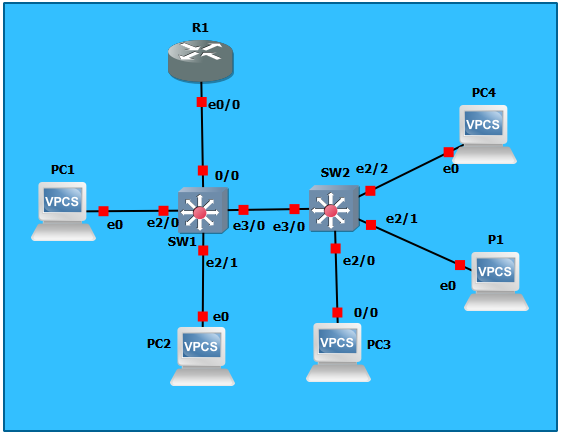 R1
e0/0
PC4
VPCS
e2/2
e0
SW2
0/0
PC1
VPCS
e0
e2/0
SW1
e3/0
e3/0
e2/1
P1
VPCS
e0
e2/1
e2/0
e0
0/0
PC2
VPCS
VPCS
PC3